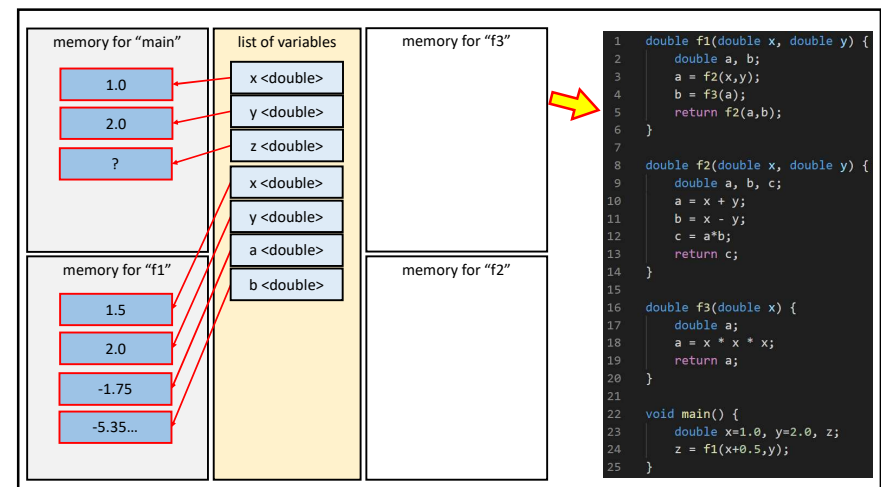 memory for “main”
1.0
2.0
?
list of variables
x <double>
y <double>
z <double>
x <double>
y <double>
a <double>
b <double>
memory for “f1”
1.5
2.0
-1.75
-5.35…
memory for “f3”
memory for “f2”
1 double f1(double x, double y) {
2 double a, b;
3 a = f2(x,y);
4 b = f3(a);
5 return f2(a,b);
6 }
7
8 double f2(double x, double y) {
9 double a, b, c;
10 a = x + y;
11 b = x - y;
12 c = a*b;
13 return c;
14 }
15
16 double f3(double x) {
17 double a;
18 a = x * x * x;
19 return a;
20 }
21
22 void main() {
23 double x=1.0, y=2.0, z;
24 z = f1(x+0.5,y);
25 }